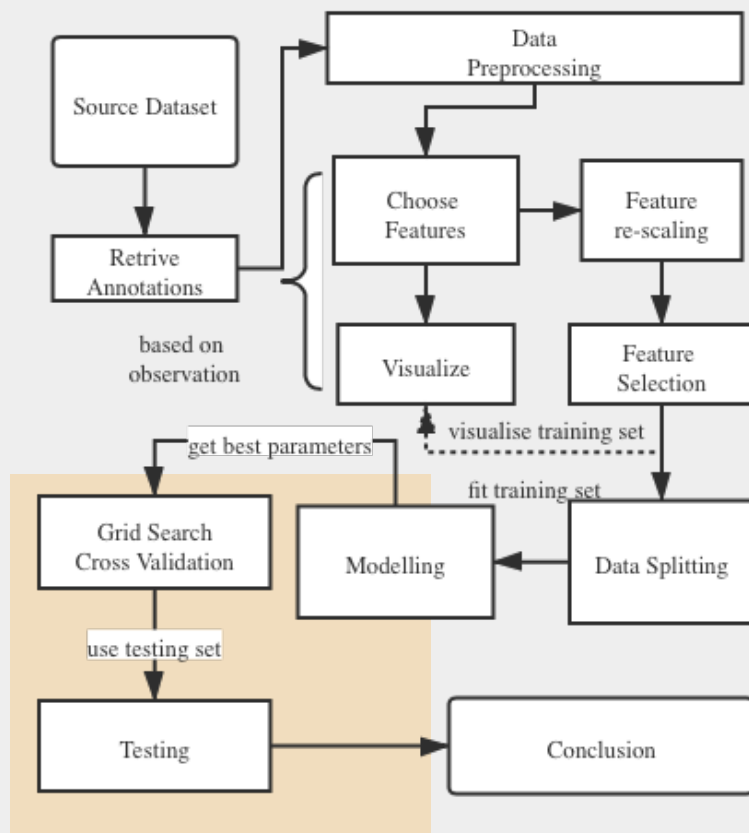 Data
Preprocessing
Source Dataset
Choose
Features
Feature
re-scaling
Retrive
Annotations
based on
observation
Visualize
Feature
Selection
visualise training set
get best parameters
fit training set
Grid Search
Cross Validation
Modelling
Data Splitting
use testing set
Testing
Conclusion